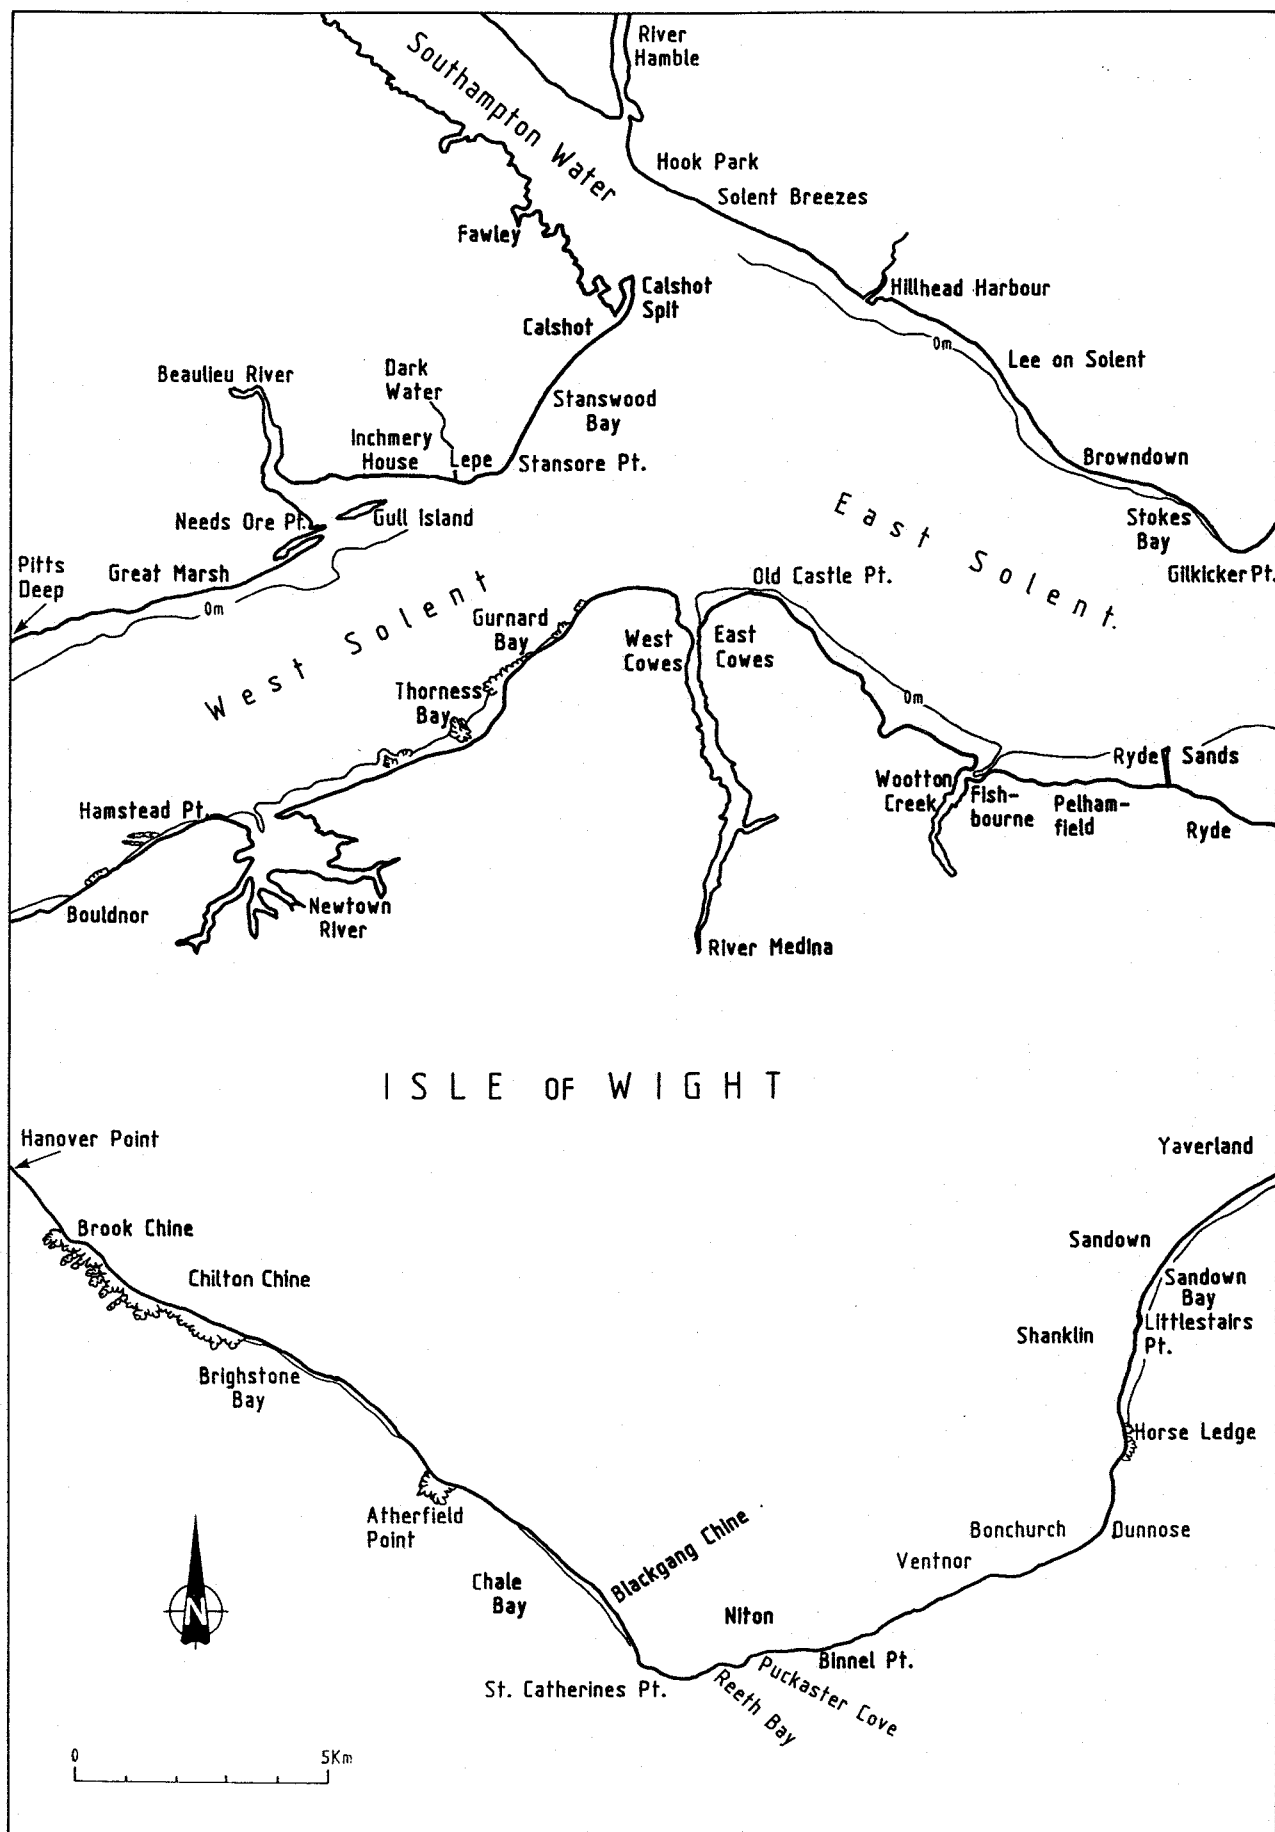 River
Hamble
Southampton Water
Hook Park
Solent Breezes
Fawley
Calshot
Spit
Hillhead Harbour
Calshot
0m
Lee on Solent
Beaulieu River
Dark
Water
Stanswood
Bay
Inchmery
House
Lepe
Stansore Pt.
Browndown
Needs Ore Pt.
Gull Island
East Solent.
Stokes
Bay
Pitts
Deep
Great Marsh
Gilkicker Pt.
Old Castle Pt.
0m
West Solent
Gurnard
Bay
West
Cowes
East
Cowes
Thorness
Bay
0m
Ryde Sands
Wootton
Creek
Fish-
bourne
Pelham-
field
Ryde
Hamstead Pt.
Bouldnor
Newtown
River
River Medina
ISLE OF WIGHT
Hanover Point
Yaverland
Brook Chine
Sandown
Chilton Chine
Sandown
Bay
Littlestairs
Pt.
Shanklin
Brighstone
Bay
Horse Ledge
Atherfield
Point
Blackgang Chine
Bonchurch
Dunnose
Ventnor
Chale
Bay
Niton
Binnel Pt.
Puckaster Cove
Reeth Bay
St. Catherines Pt.
N
0
5Km